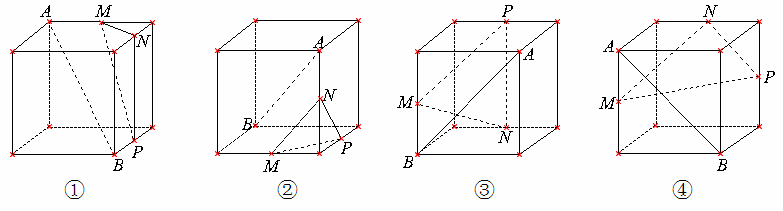 A M N B P
A N B P M
P A M N B
N A P M B
① ② ③ ④